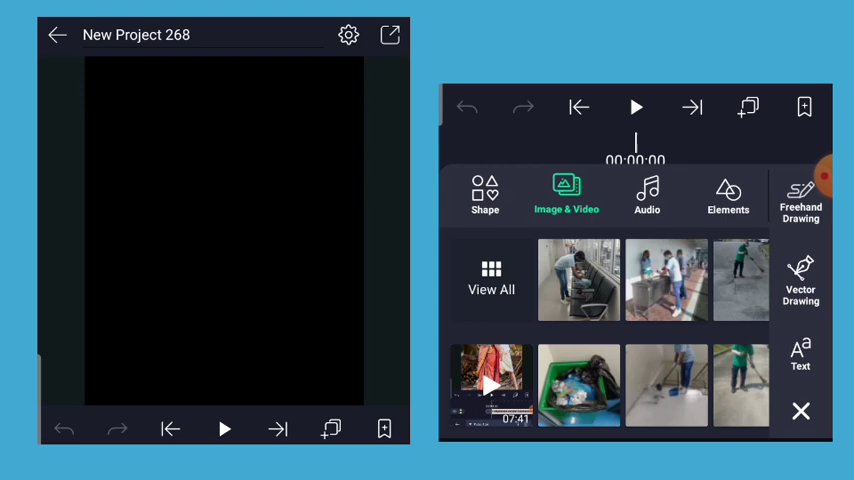 New Project 268
00:00:00
Shape
Image & Video
Audio
Elements
Freehand
Drawing
View All
Vector
Drawing
Text
07:41